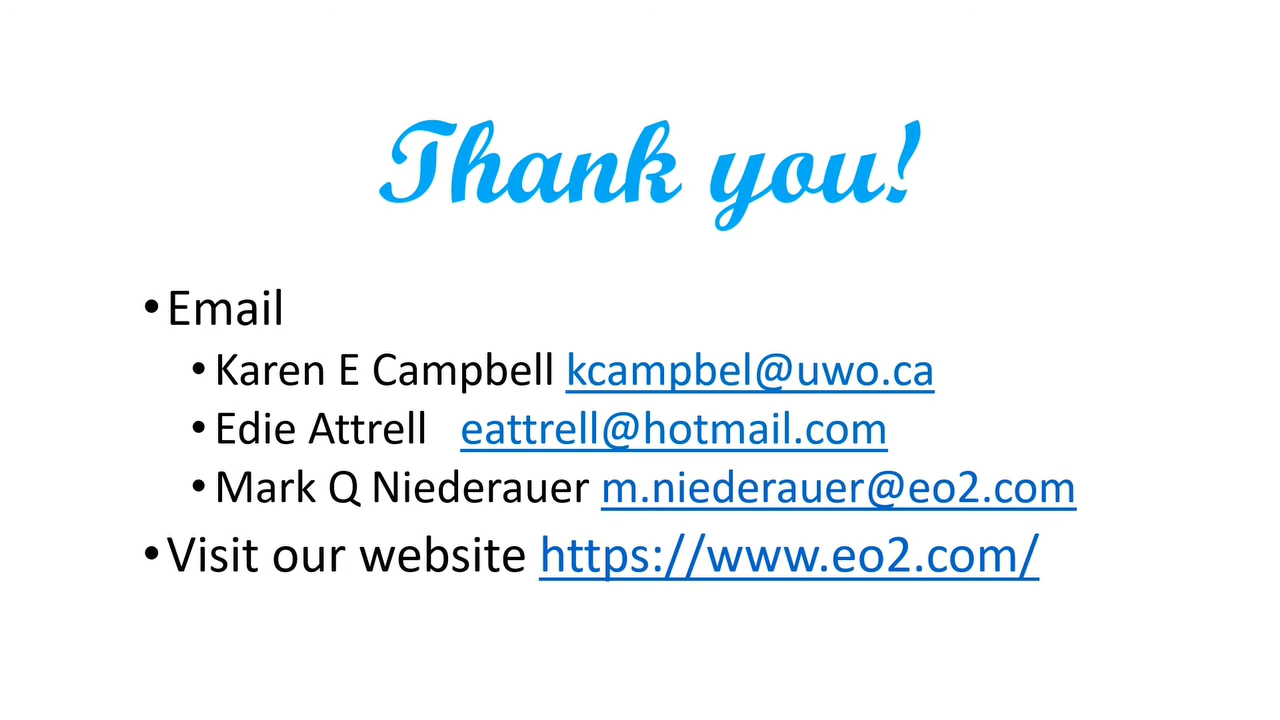 Thank you!
•Email
•Karen E Campbell kcampbel@uwo.ca
•Edie Attrell eattrell@hotmail.com
•Mark Q Niederauer m.niederauer@eo2.com
•Visit our website https://www.eo2.com/